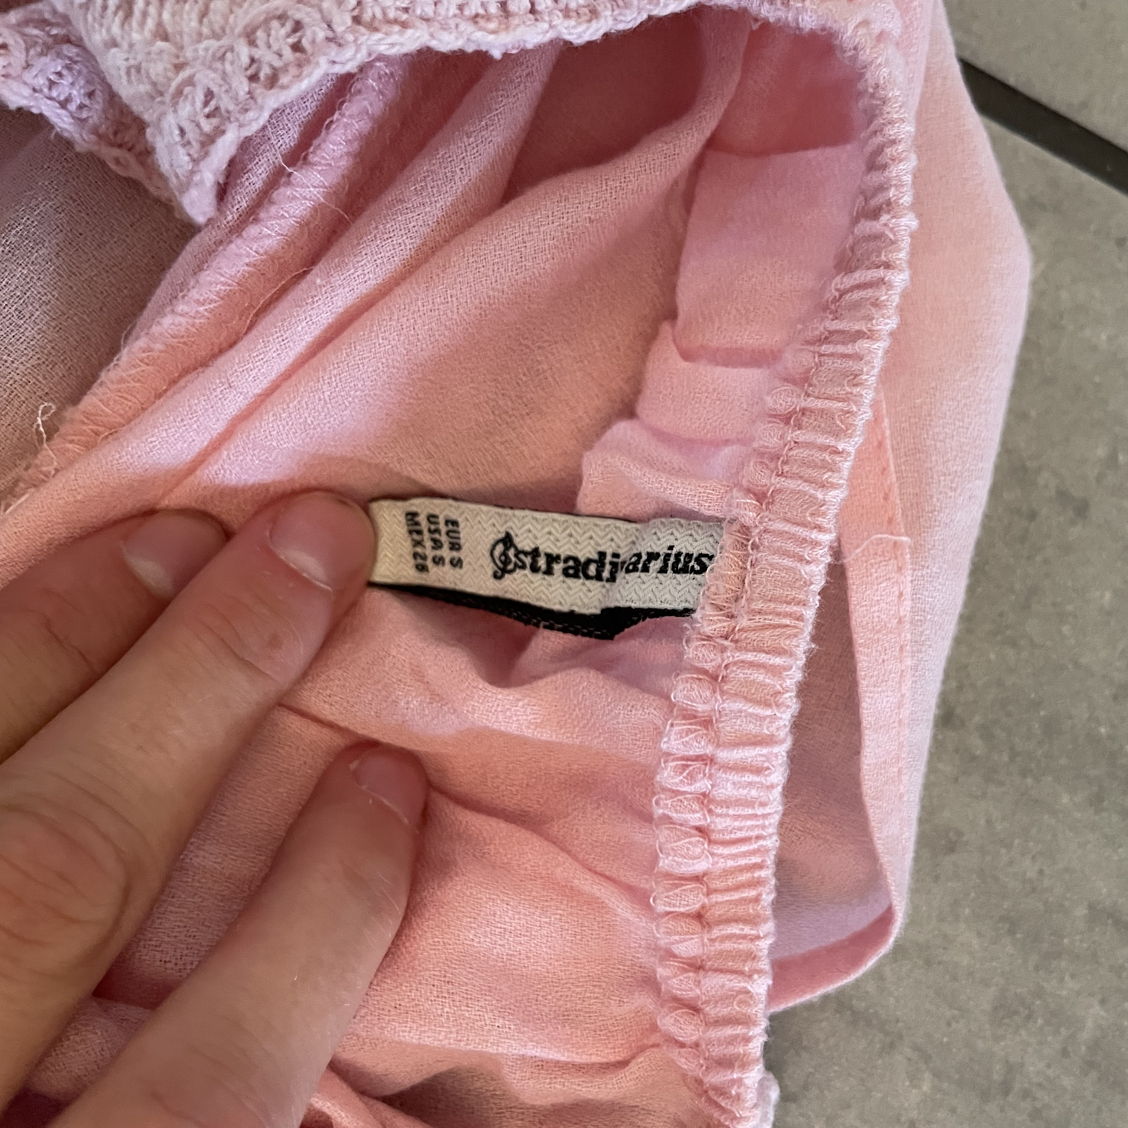 Stradivarius
EUR S
USA S
MEX 26